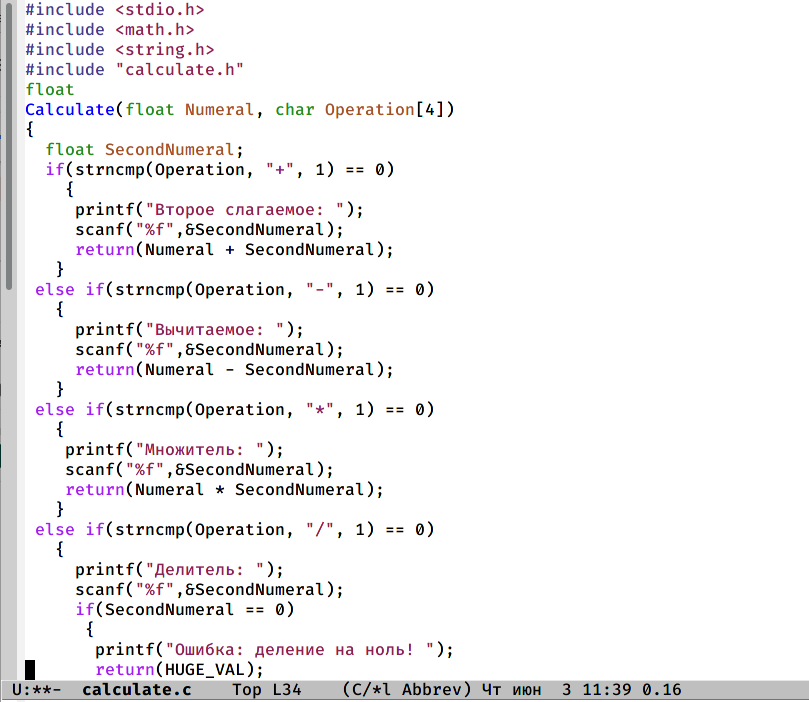 #include <stdio.h>
#include <math.h>
#include <string.h>
#include "calculate.h"
float
Calculate(float Numeral, char Operation[4])
{
  float SecondNumeral;
  if(strncmp(Operation, "+", 1) == 0)
    {
     printf("Второе слагаемое: ");
     scanf("%f",&SecondNumeral);
     return(Numeral + SecondNumeral);
   }
 else if(strncmp(Operation, "-", 1) == 0)
   {
     printf("Вычитаемое: ");
     scanf("%f",&SecondNumeral);
     return(Numeral - SecondNumeral);
   }
 else if(strncmp(Operation, "*", 1) == 0)
   {
    printf("Множитель: ");
    scanf("%f",&SecondNumeral);
    return(Numeral * SecondNumeral);
   }
 else if(strncmp(Operation, "/", 1) == 0)
   {
     printf("Делитель: ");
     scanf("%f",&SecondNumeral);
     if(SecondNumeral == 0)
      {
       printf("Ошибка: деление на ноль! ");
       return(HUGE_VAL);
U:**-  calculate.c    Top L34    (C/*l Abbrev) Чт июн  3 11:39 0.16